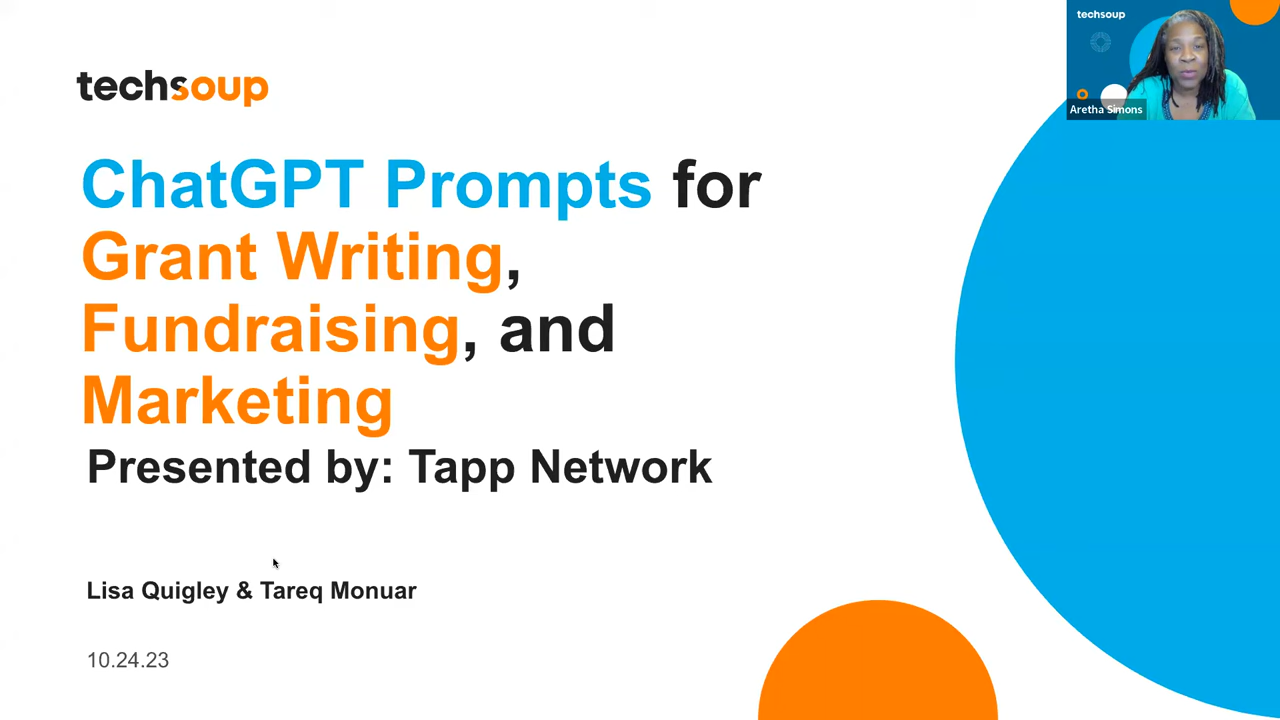 techsoup
ChatGPT Prompts for
Grant Writing,
Fundraising, and
Marketing
Presented by: Tapp Network
Lisa Quigley & Tareq Monuar
10.24.23
techsoup
Aretha Simons